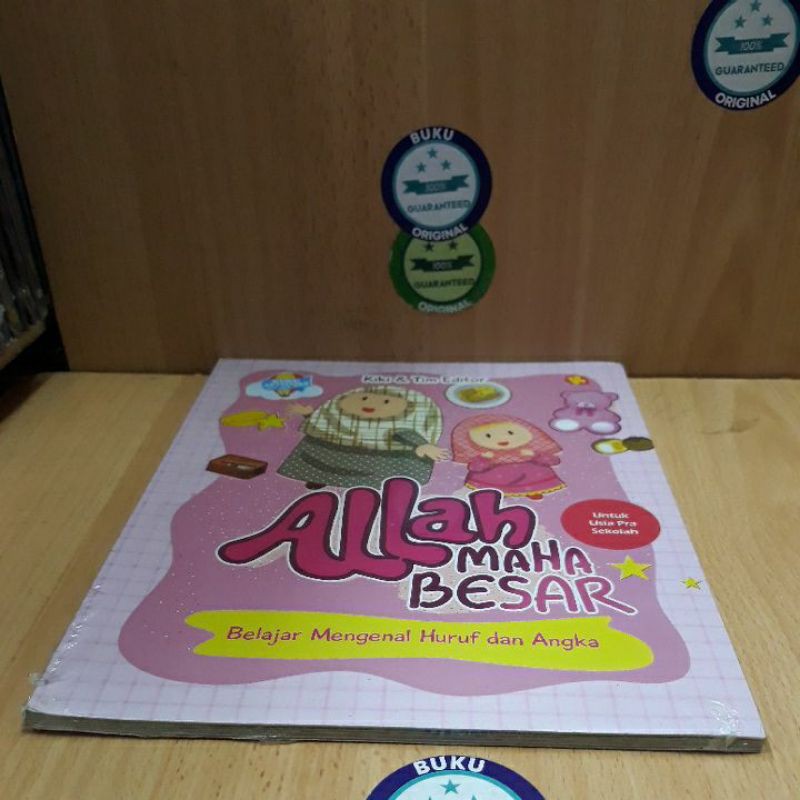 100%
GUARANTEED
ORIGINAL
BUKU
100%
GUARANTEED
ORIGINAL
100%
GUARANTEED
ORIGINAL
Kiki & Tim Editor
Allah
MAHA
BESAR
Untuk
Usia Pra
Sekolah
Belajar Mengenal Huruf dan Angka
BUKU